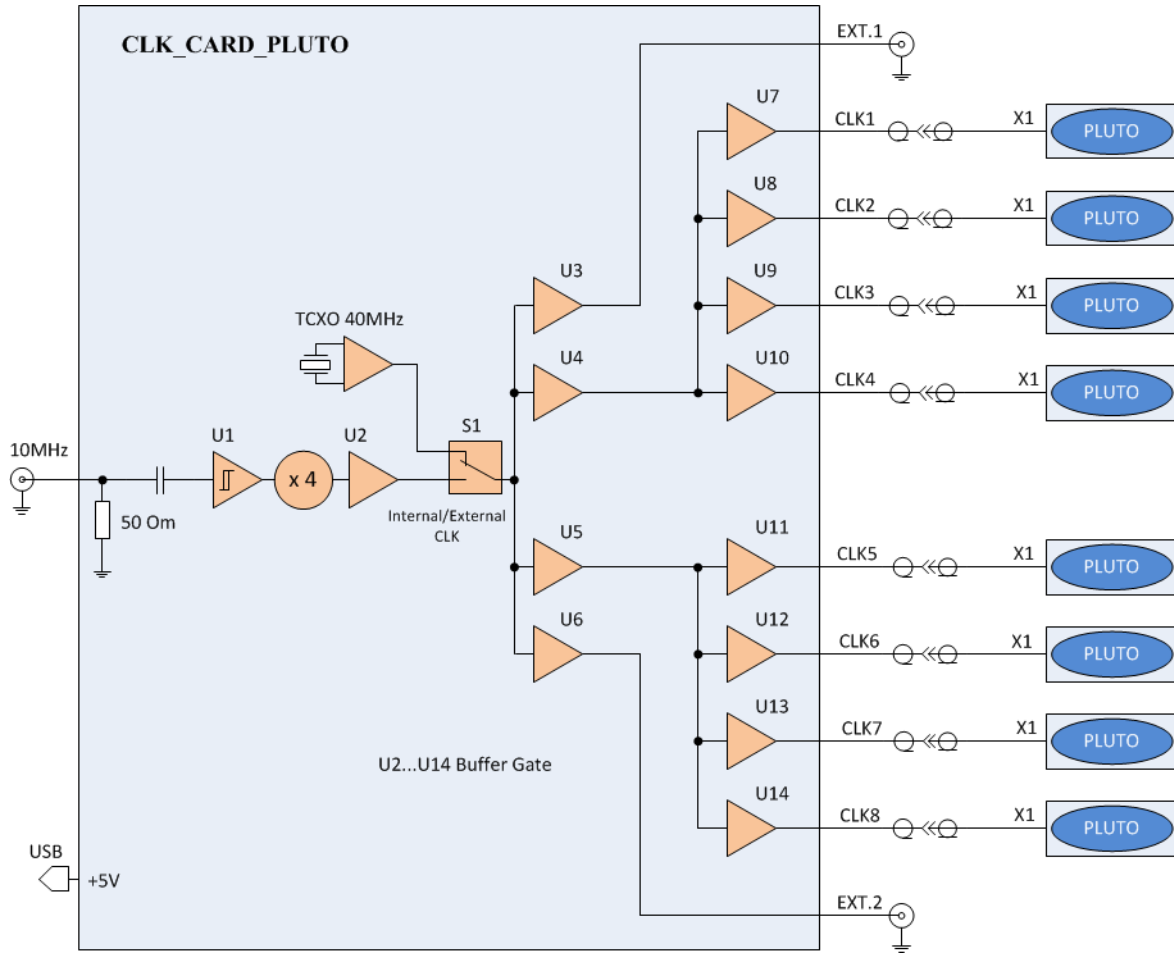 CLK_CARD_PLUTO
EXT.1
U7
CLK1
X1
PLUTO
U8
CLK2
X1
PLUTO
U3
U9
CLK3
X1
PLUTO
TCXO 40MHz
U4
U10
CLK4
X1
PLUTO
10MHz
U1
x 4
U2
S1
50 Om
Internal/External
CLK
U5
U11
CLK5
X1
PLUTO
U6
U12
CLK6
X1
PLUTO
U13
CLK7
X1
PLUTO
U2...U14 Buffer Gate
U14
CLK8
X1
PLUTO
USB
+5V
EXT.2